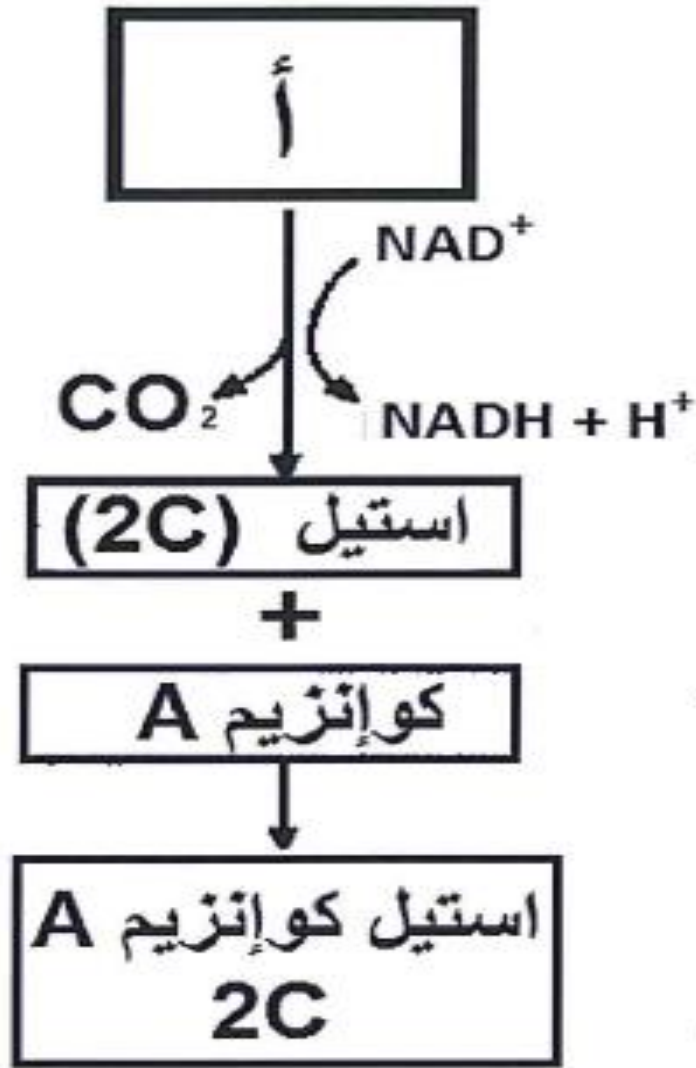 أ
NAD⁺
CO₂
NADH + H⁺
استيل (2C)
+
كوإنزيم A
استيل كوإنزيم A
2C